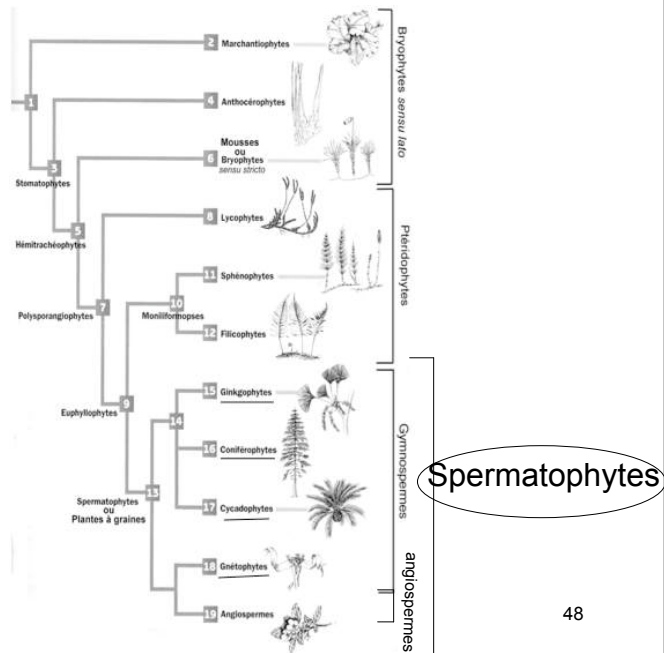 2 Marchantiophytes
1
4 Anthocérophytes
3
Stomatophytes
Mousses
ou
6 Bryophytes
sensu stricto
5
Hémitrachéophytes
8 Lycophytes
7
Polysporangiophytes
11 Sphénophytes
10
Moniliformopses
12 Filicophytes
9
Euphyllophytes
15 Ginkgophytes
14
16 Coniférophytes
13
Spermatophytes
ou
Plantes à graines
17 Cycadophytes
18 Gnétophytes
19 Angiospermes
Bryophytes sensu lato
Ptéridophytes
Gymnospermes
angiospermes
Spermatophytes
48